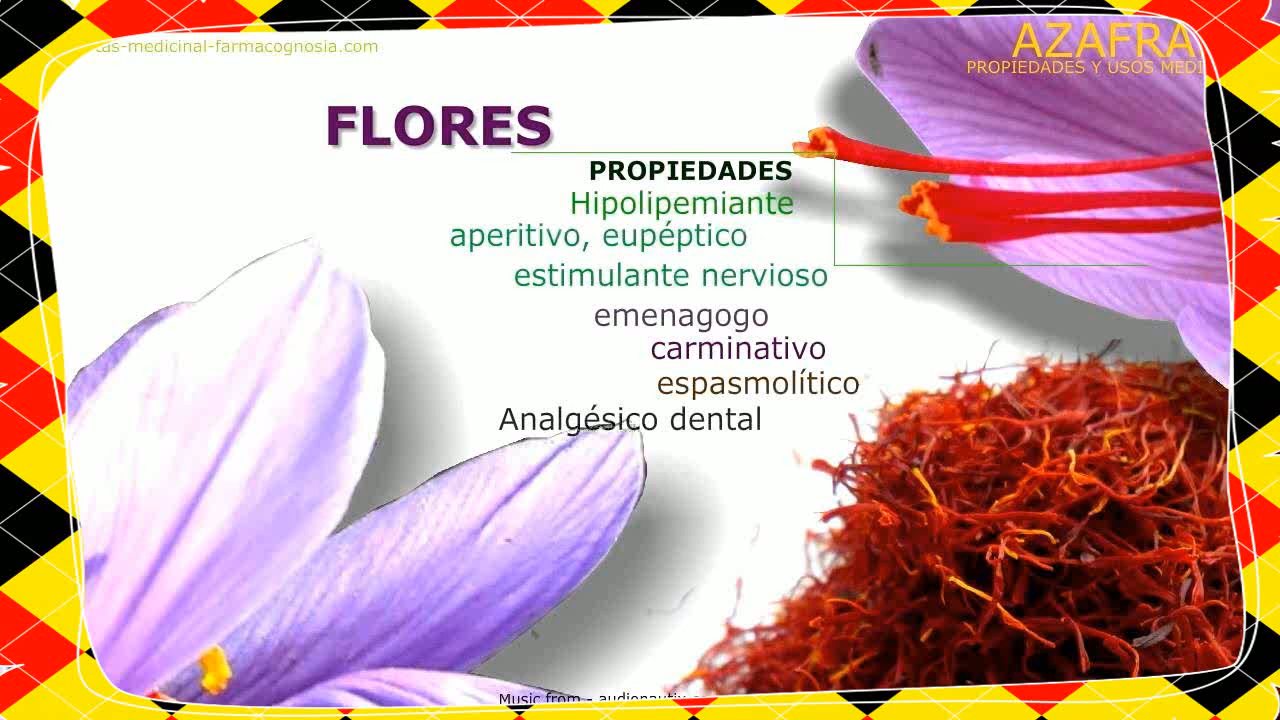 as-medicinal-farmacognosia.com
AZAFRA
PROPIEDADES Y USOS MEDI
FLORES
PROPIEDADES
Hipolipemiante
aperitivo, eupéptico
estimulante nervioso
emenagogo
carminativo
espasmolítico
Analgésico dental
Music from - audionautix